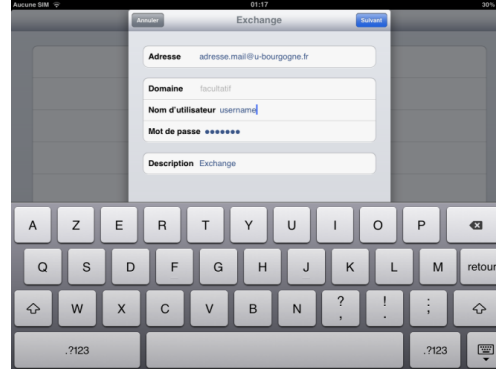 Aucune SIM 01:17 30%
Annuler Exchange Suivant
Adresse adresse.mail@u-bourgogne.fr
Domaine facultatif
Nom d'utilisateur username
Mot de passe ●●●●●●●
Description Exchange
A Z E R T Y U I O P
Q S D F G H J K L M retour
W X C V B N ? , ! . : ;
.?123 .?123